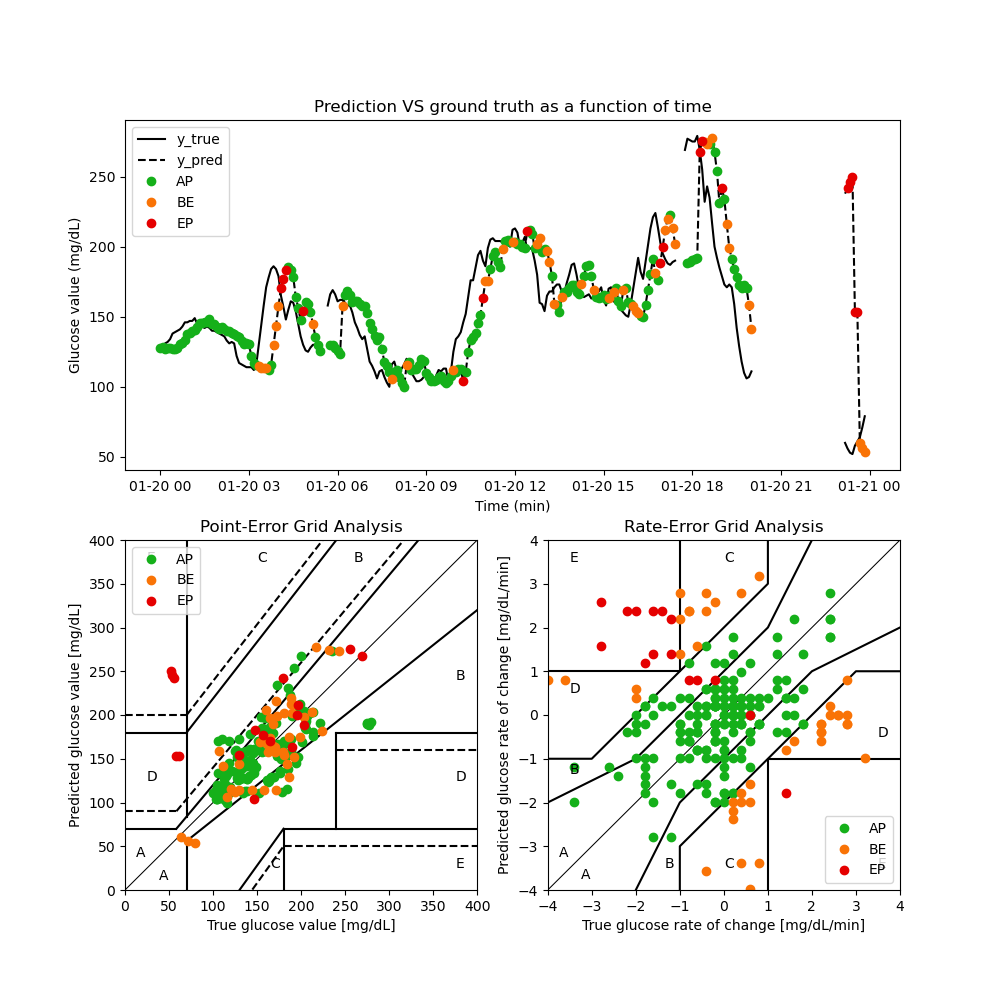 Prediction VS ground truth as a function of time
y_true
y_pred
AP
BE
EP
Glucose value (mg/dL)
250
200
150
100
50
01-20 00 01-20 03 01-20 06 01-20 09 01-20 12 01-20 15 01-20 18 01-20 21 01-21 00
Time (min)
Point-Error Grid Analysis
Predicted glucose value [mg/dL]
400
350
300
250
200
150
100
50
0
AP
BE
EP
C
B
B
D
D
A
A
C
E
0 50 100 150 200 250 300 350 400
True glucose value [mg/dL]
Rate-Error Grid Analysis
Predicted glucose rate of change [mg/dL/min]
4
3
2
1
0
−1
−2
−3
−4
E
C
D
D
B
A
A
B
C
AP
BE
EP
−4 −3 −2 −1 0 1 2 3 4
True glucose rate of change [mg/dL/min]